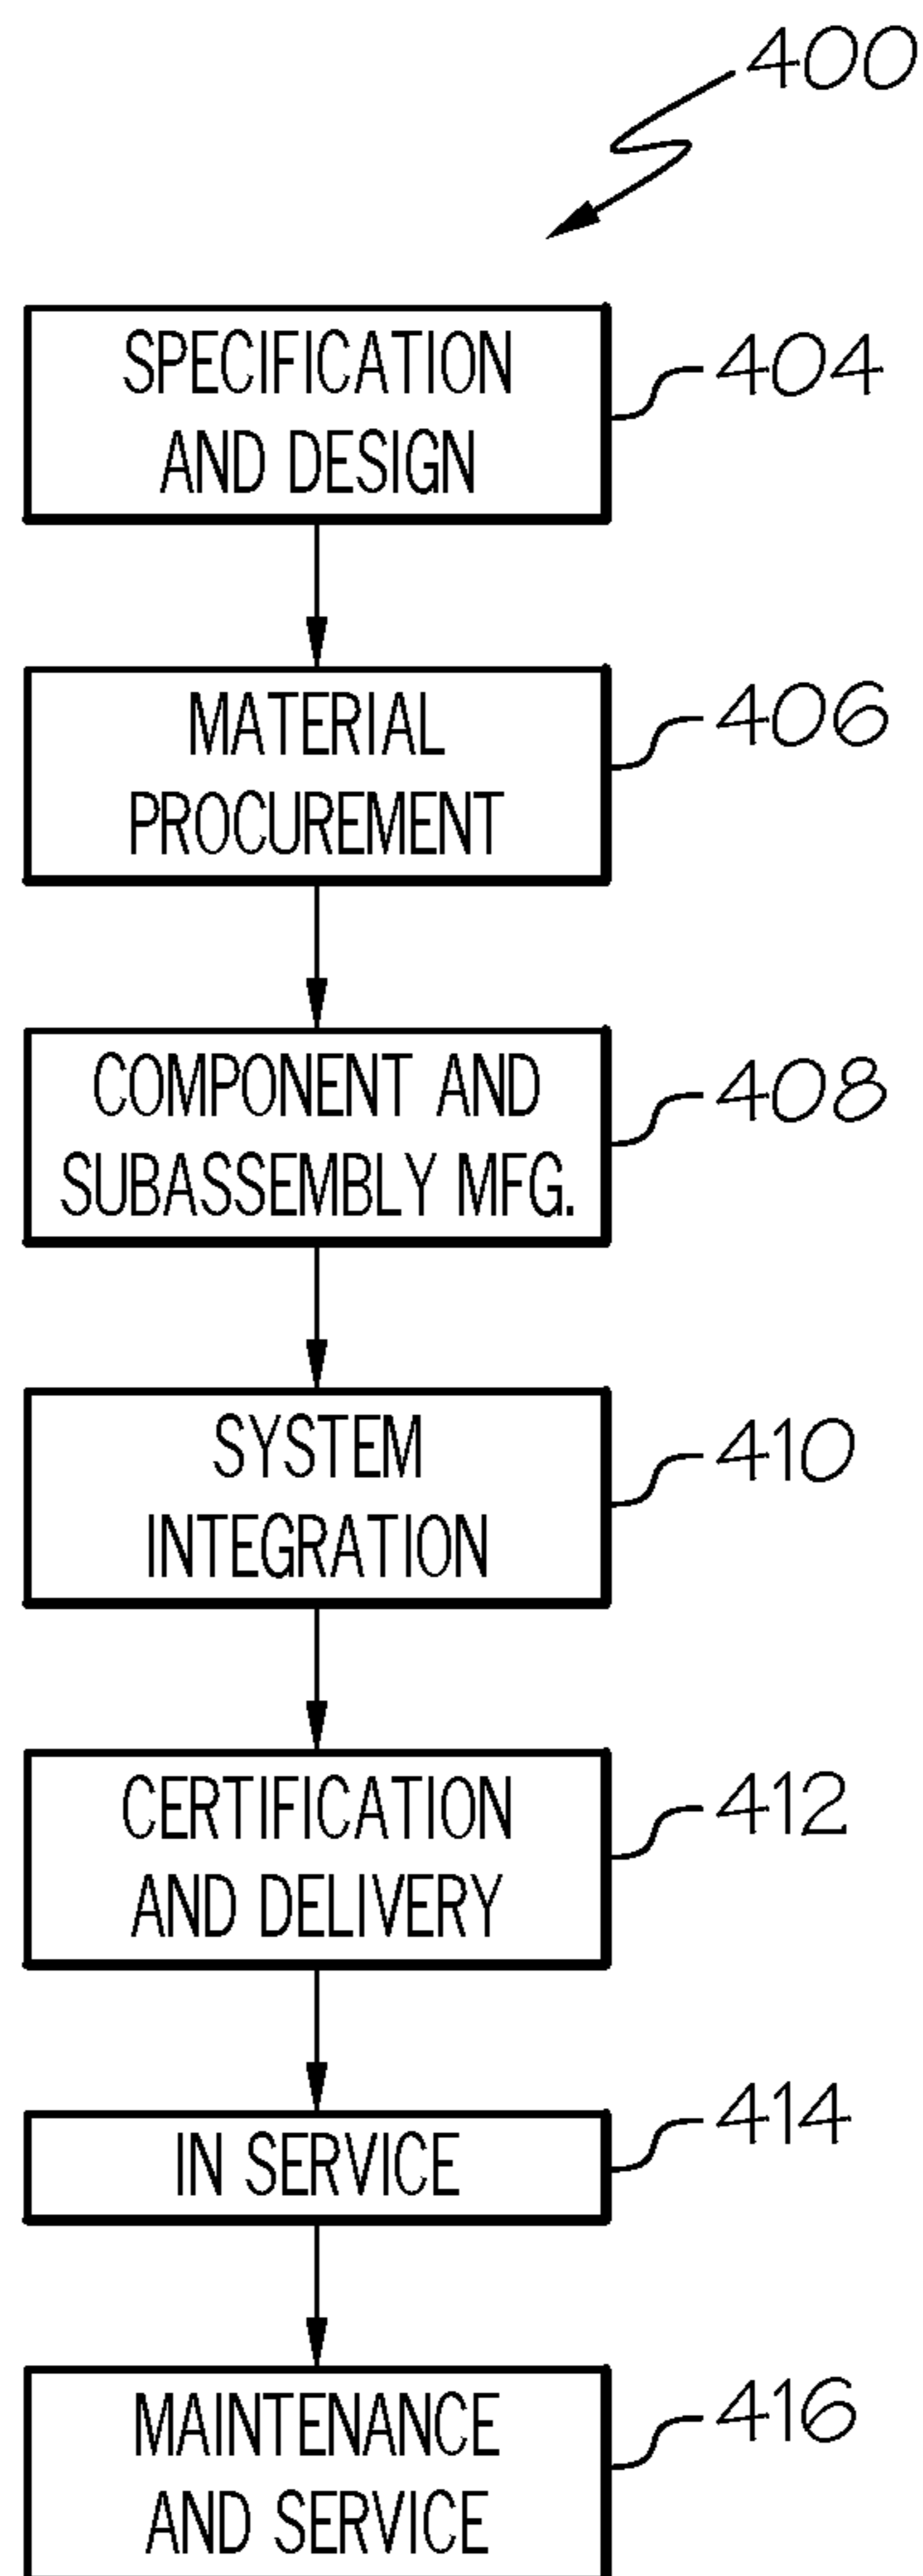 400
SPECIFICATION
AND DESIGN
404
MATERIAL
PROCUREMENT
406
COMPONENT AND
SUBASSEMBLY MFG.
408
SYSTEM
INTEGRATION
410
CERTIFICATION
AND DELIVERY
412
IN SERVICE
414
MAINTENANCE
AND SERVICE
416